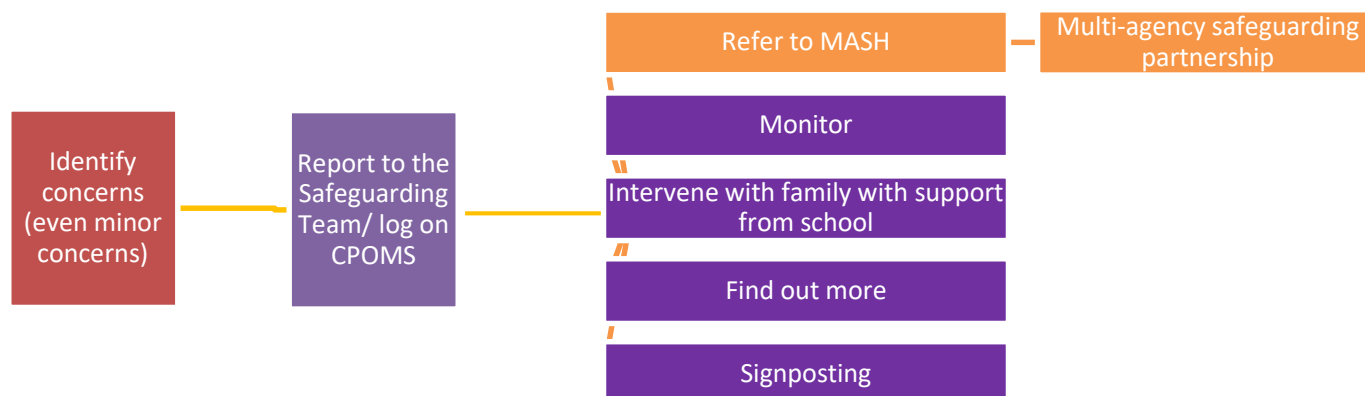 Identify
concerns
(even minor
concerns)
Report to the
Safeguarding
Team/ log on
CPOMS
Refer to MASH
Multi-agency safeguarding
partnership
Monitor
Intervene with family with support
from school
Find out more
Signposting